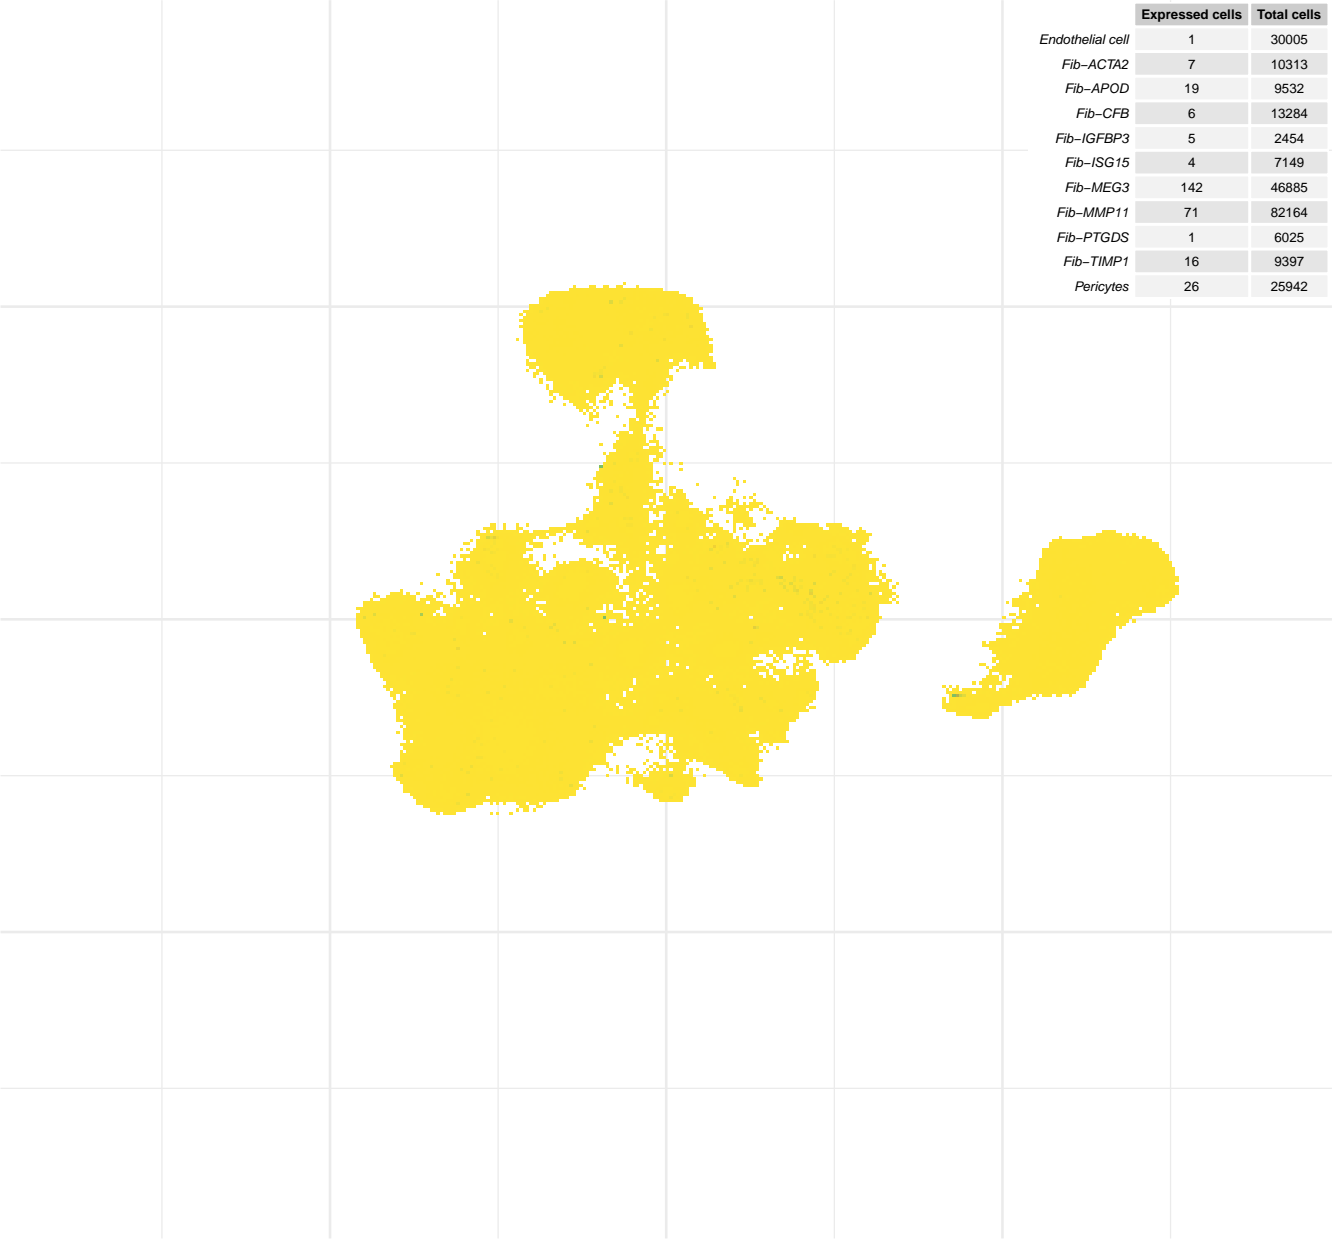 Expressed cells Total cells
Endothelial cell 1 30005
Fib−ACTA2 7 10313
Fib−APOD 19 9532
Fib−CFB 6 13284
Fib−IGFBP3 5 2454
Fib−ISG15 4 7149
Fib−MEG3 142 46885
Fib−MMP11 71 82164
Fib−PTGDS 1 6025
Fib−TIMP1 16 9397
Pericytes 26 25942